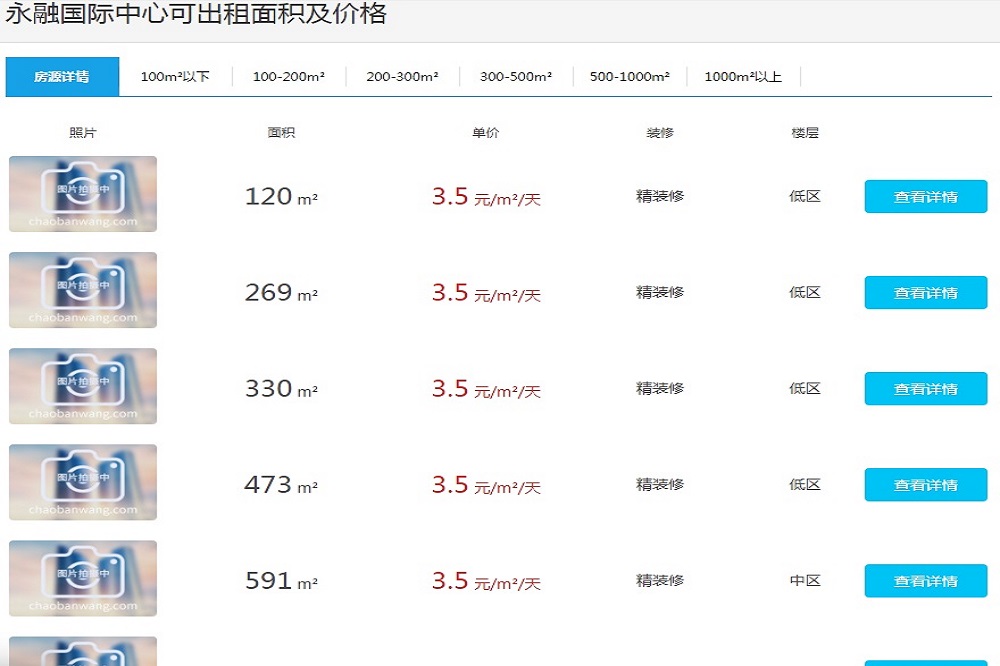 永融国际中心可出租面积及价格
房源详情 100m²以下 100-200m² 200-300m² 300-500m² 500-1000m² 1000m²以上
照片 面积 单价 装修 楼层
图片拍摄中
chaobanwang.com
120 m² 3.5 元/m²/天 精装修 低区 查看详情
图片拍摄中
chaobanwang.com
269 m² 3.5 元/m²/天 精装修 低区 查看详情
图片拍摄中
chaobanwang.com
330 m² 3.5 元/m²/天 精装修 低区 查看详情
图片拍摄中
chaobanwang.com
473 m² 3.5 元/m²/天 精装修 低区 查看详情
图片拍摄中
chaobanwang.com
591 m² 3.5 元/m²/天 精装修 中区 查看详情